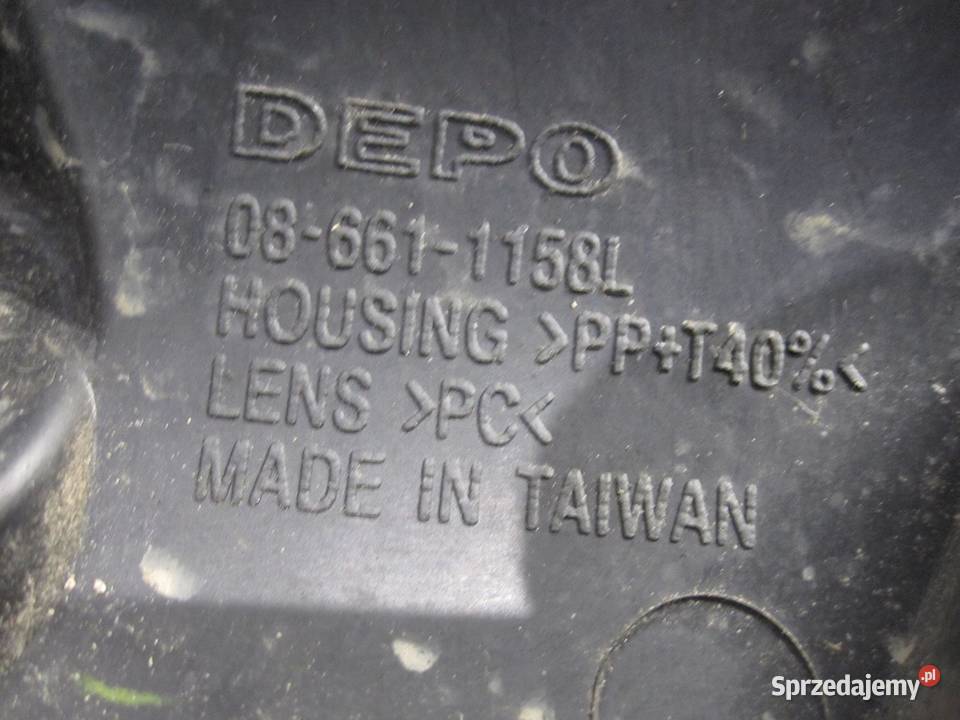 DEPO
08-661-1158L
HOUSING >PP+T40%<
LENS >PC<
MADE IN TAIWAN
Sprzedajemy.pl